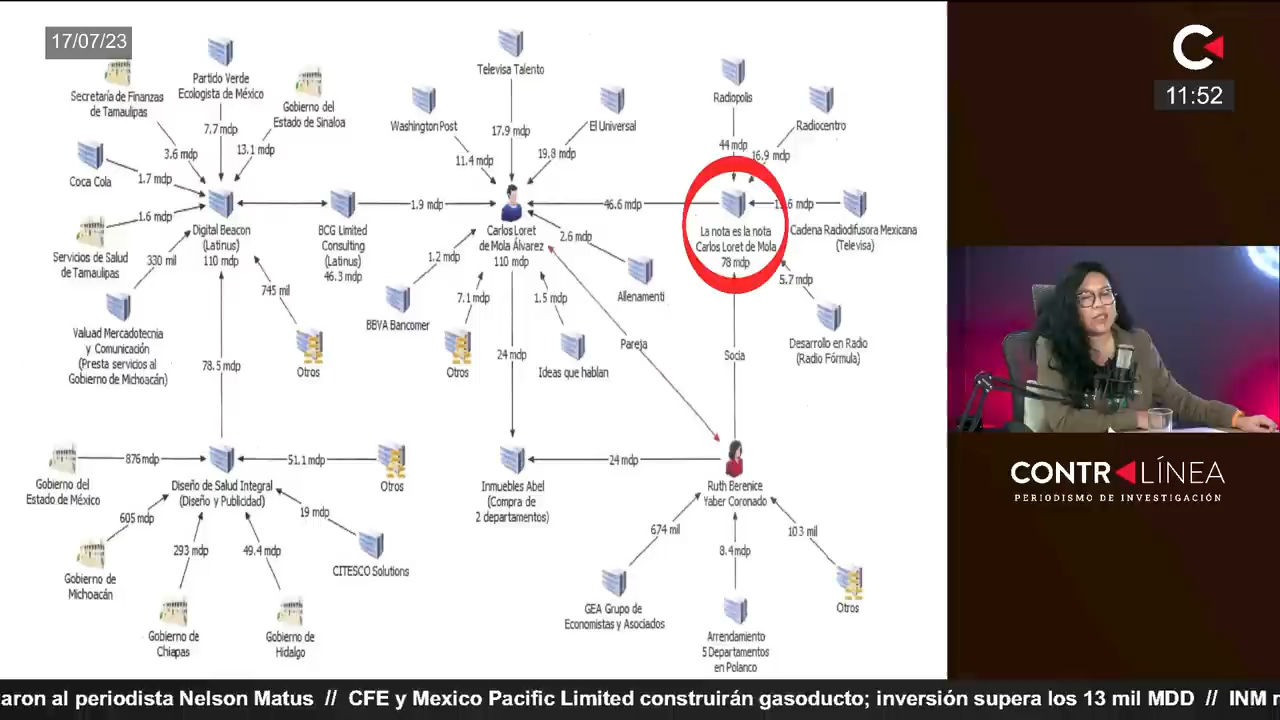 17/07/23
11:52
Secretaría de Finanzas
de Tamaulipas
Partido Verde
Ecologista de México
Gobierno del
Estado de Sinaloa
3.6 mdp
7.7 mdp
13.1 mdp
Coca Cola
1.7 mdp
1.6 mdp
Servicios de Salud
de Tamaulipas
330 mil
Digital Beacon
(Latinus)
110 mdp
Valuad Mercadotecnia
y Comunicación
(Presta servicios al
Gobierno de Michoacán)
745 mil
Otros
78.5 mdp
BCG Limited
Consulting
(Latinus)
46.3 mdp
1.9 mdp
Televisa Talento
17.9 mdp
Washington Post
11.4 mdp
El Universal
19.8 mdp
Carlos Loret
de Mola Álvarez
110 mdp
46.6 mdp
2.6 mdp
Allenamenti
1.2 mdp
BBVA Bancomer
7.1 mdp
Otros
1.5 mdp
Ideas que hablan
24 mdp
Pareja
Radiopolis
44 mdp
Radiocentro
16.9 mdp
La nota es la nota
Carlos Loret de Mola
78 mdp
Cadena Radiodifusora Mexicana
(Televisa)
5.7 mdp
Desarrollo en Radio
(Radio Fórmula)
Socia
Gobierno del
Estado de México
876 mdp
Diseño de Salud Integral
(Diseño y Publicidad)
51.1 mdp
Otros
605 mdp
Gobierno de
Michoacán
293 mdp
Gobierno de
Chiapas
49.4 mdp
Gobierno de
Hidalgo
19 mdp
CITESCO Solutions
Inmuebles Abel
(Compra de
2 departamentos)
24 mdp
Ruth Berenice
Yaber Coronado
674 mil
GEA Grupo de
Economistas y Asociados
8.4 mdp
Arrendamiento
5 Departamentos
en Polanco
103 mil
Otros
CONTRLÍNEA
PERIODISMO DE INVESTIGACIÓN
aron al periodista Nelson Matus // CFE y Mexico Pacific Limited construirán gasoducto; inversión supera los 13 mil MDD // INM